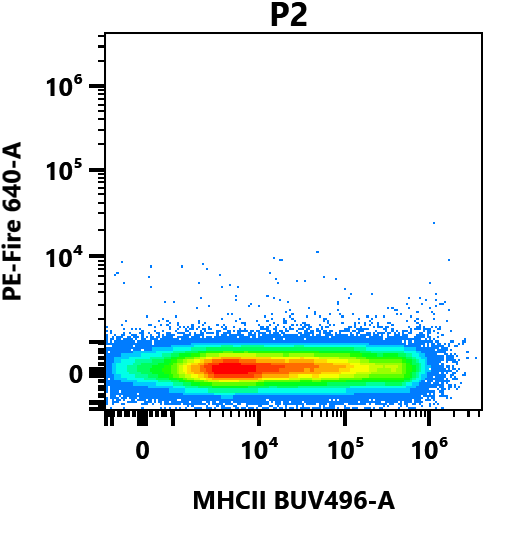 P2
PE-Fire 640-A
10⁶
10⁵
10⁴
0
0 10⁴ 10⁵ 10⁶
MHCII BUV496-A